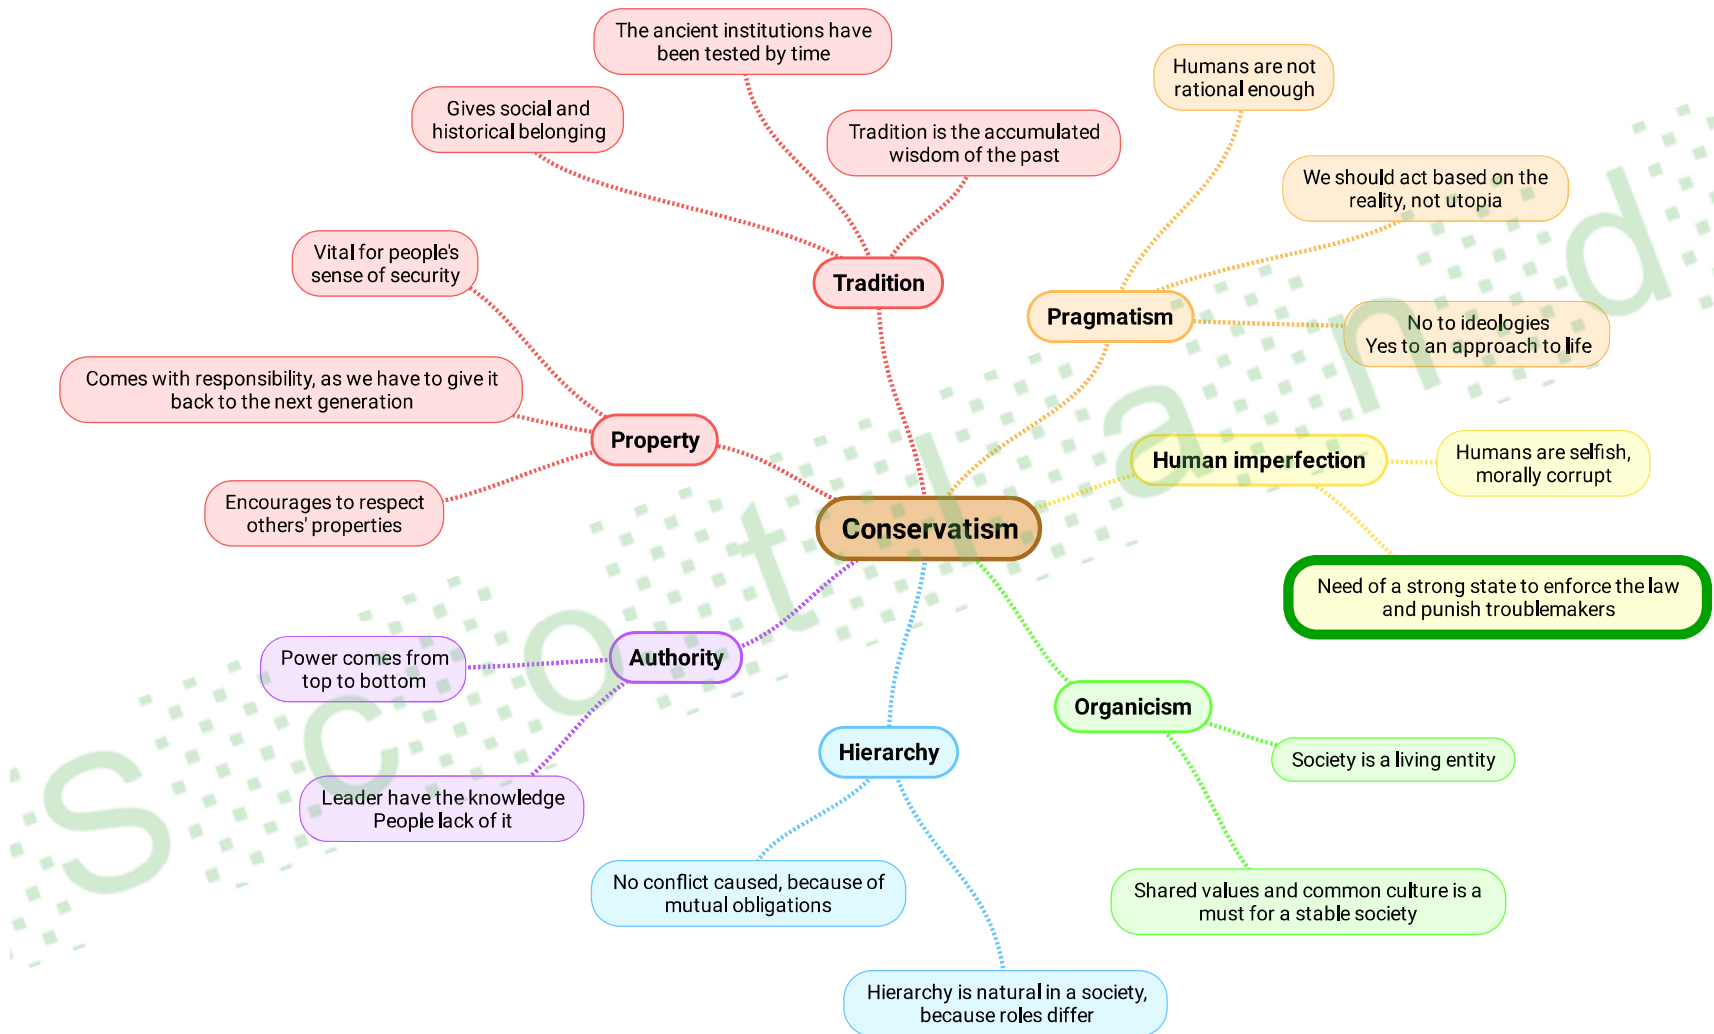 The ancient institutions have
been tested by time
Humans are not
rational enough
Gives social and
historical belonging
Tradition is the accumulated
wisdom of the past
We should act based on the
reality, not utopia
Vital for people's
sense of security
Tradition
Pragmatism
No to ideologies
Yes to an approach to life
Comes with responsibility, as we have to give it
back to the next generation
Property
Human imperfection
Humans are selfish,
morally corrupt
Encourages to respect
others' properties
Conservatism
Need of a strong state to enforce the law
and punish troublemakers
Power comes from
top to bottom
Authority
Organicism
Hierarchy
Society is a living entity
Leader have the knowledge
People lack of it
No conflict caused, because of
mutual obligations
Shared values and common culture is a
must for a stable society
Hierarchy is natural in a society,
because roles differ
Scotland